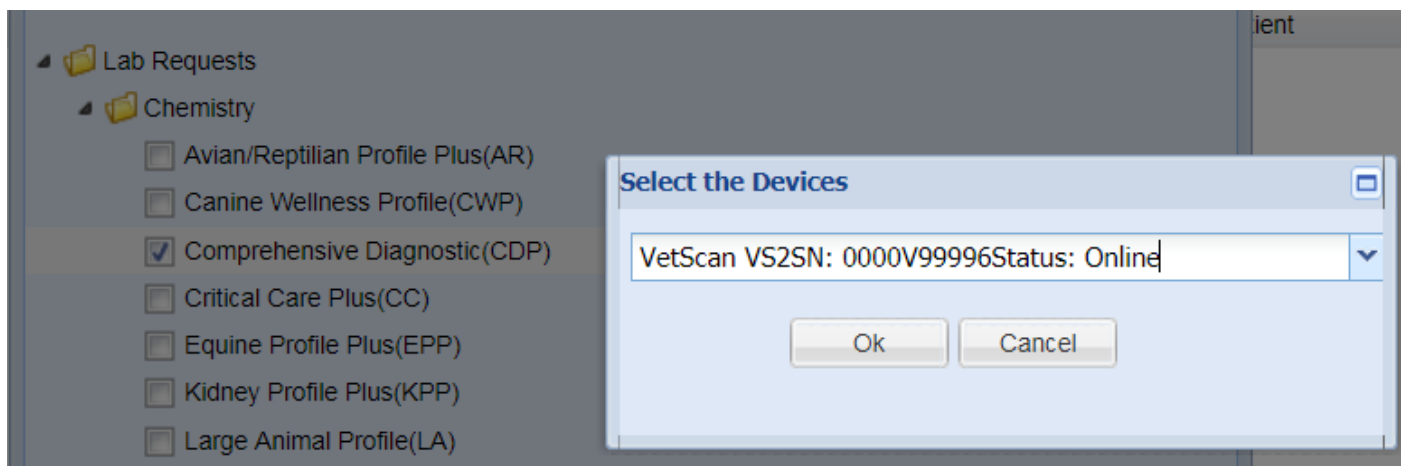 Lab Requests
Chemistry
Avian/Reptilian Profile Plus(AR)
Canine Wellness Profile(CWP)
Comprehensive Diagnostic(CDP)
Critical Care Plus(CC)
Equine Profile Plus(EPP)
Kidney Profile Plus(KPP)
Large Animal Profile(LA)
Select the Devices
VetScan VS2SN: 0000V99996Status: Online
Ok Cancel